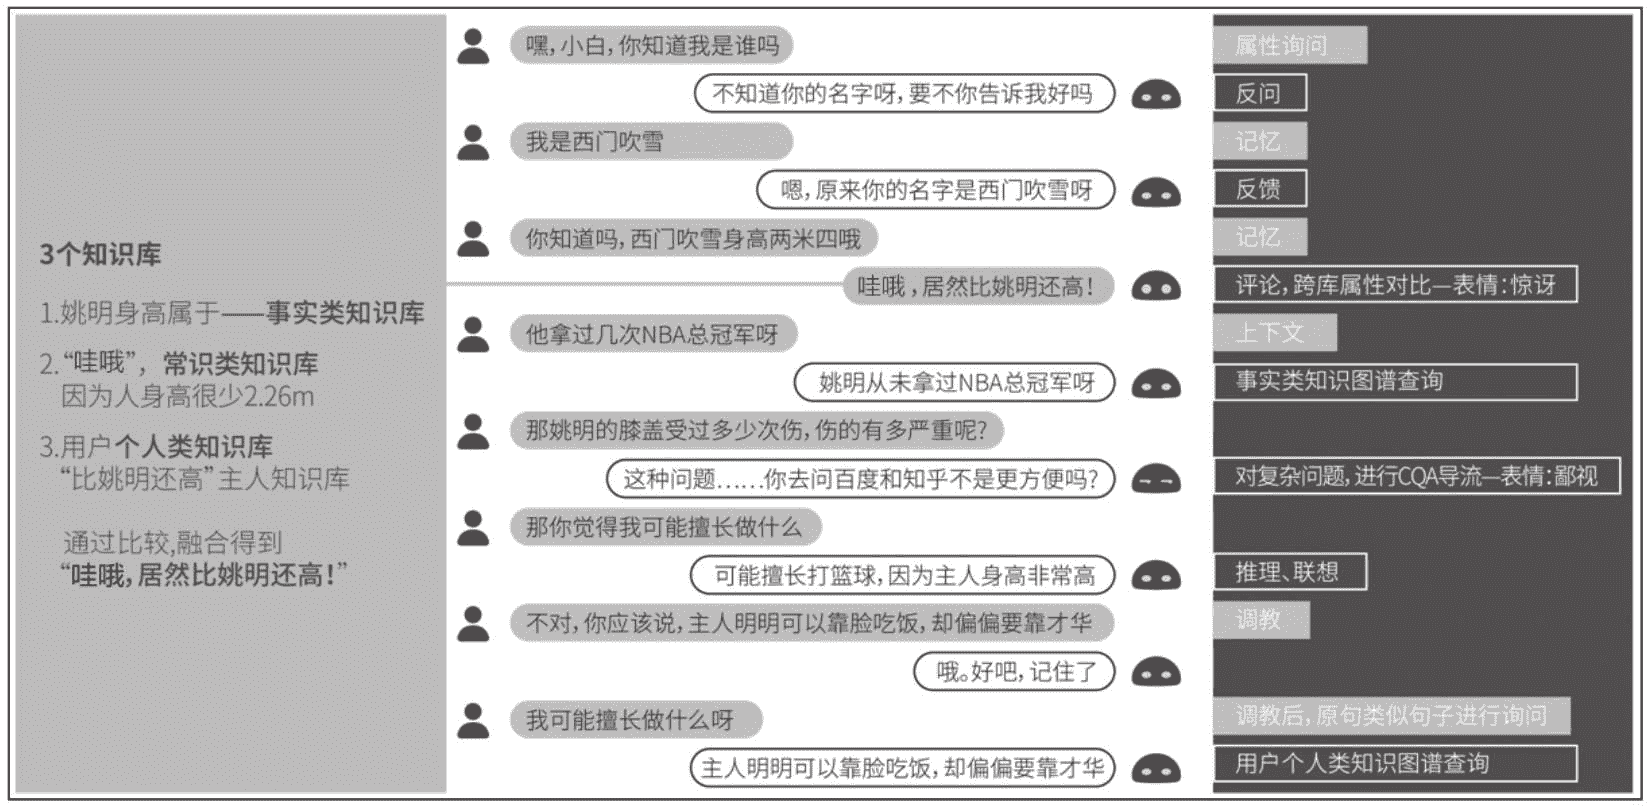 3个知识库
1.姚明身高属于——事实类知识库
2.“哇哦”，常识类知识库
因为人身高很少2.26m
3.用户个人类知识库
“比姚明还高”主人知识库
通过比较,融合得到
“哇哦，居然比姚明还高！”
嘿，小白，你知道我是谁吗
属性询问
不知道你的名字呀，要不你告诉我好吗
反问
我是西门吹雪
记忆
嗯，原来你的名字是西门吹雪呀
反馈
你知道吗，西门吹雪身高两米四哦
记忆
哇哦，居然比姚明还高！
评论，跨库属性对比—表情：惊讶
他拿过几次NBA总冠军呀
上下文
姚明从未拿过NBA总冠军呀
事实类知识图谱查询
那姚明的膝盖受过多少次伤，伤的有多严重呢?
这种问题……你去问百度和知乎不是更方便吗?
对复杂问题，进行CQA导流—表情：鄙视
那你觉得我可能擅长做什么
可能擅长打篮球，因为主人身高非常高
推理、联想
不对，你应该说，主人明明可以靠脸吃饭，却偏偏要靠才华
调教
哦。好吧，记住了
我可能擅长做什么呀
调教后，原句类似句子进行询问
主人明明可以靠脸吃饭，却偏偏要靠才华
用户个人类知识图谱查询